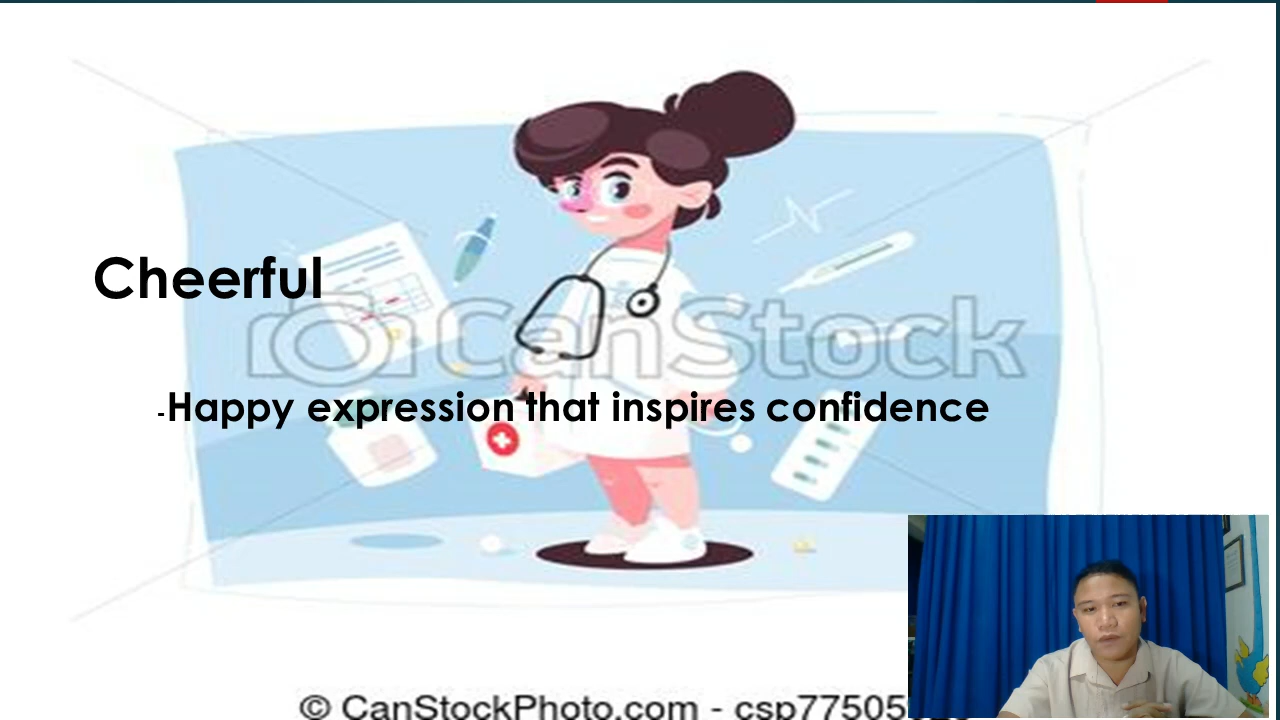 Cheerful
CanStock
-Happy expression that inspires confidence
© CanStockPhoto.com - csp77505